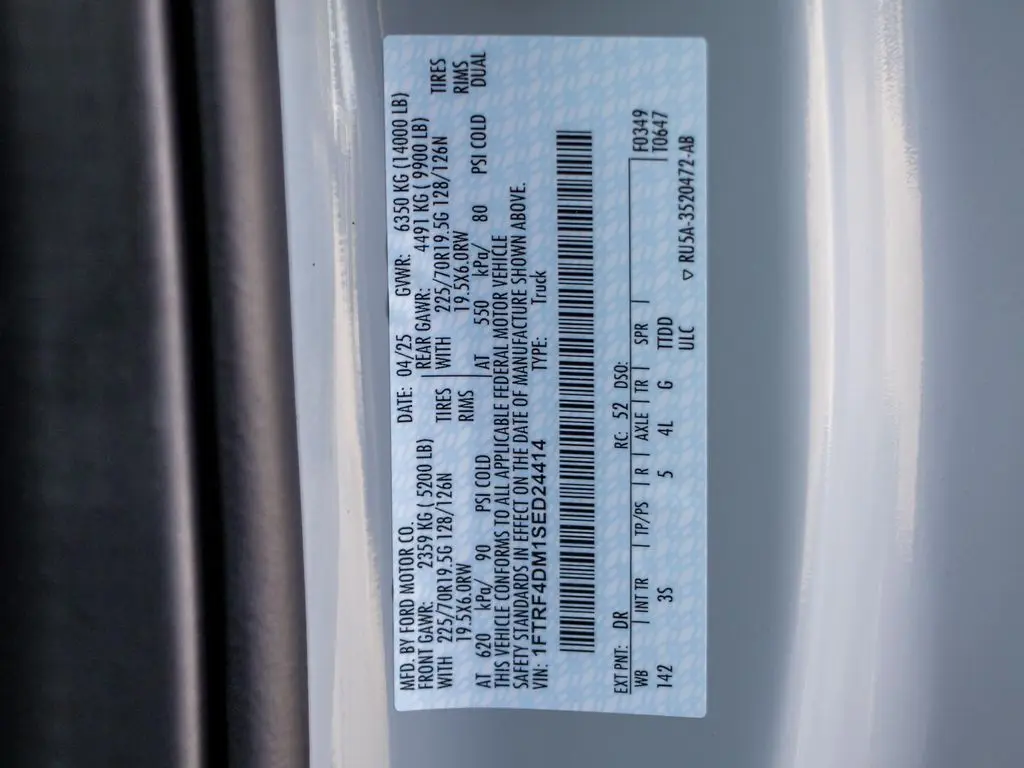 MFD. BY FORD MOTOR CO. DATE: 04/25 GVWR: 6350 KG (14000 LB)
FRONT GAWR: 2359 KG ( 5200 LB) REAR GAWR: 4491 KG ( 9900 LB)
WITH 225/70R19.5G 128/126N TIRES WITH 225/70R19.5G 128/126N TIRES
19.5X6.0RW RIMS 19.5X6.0RW RIMS
AT 620 kPa/ 90 PSI COLD AT 550 kPa/ 80 PSI COLD DUAL
THIS VEHICLE CONFORMS TO ALL APPLICABLE FEDERAL MOTOR VEHICLE
SAFETY STANDARDS IN EFFECT ON THE DATE OF MANUFACTURE SHOWN ABOVE.
VIN: 1FTRF4DM1SED24414 TYPE: Truck
EXT PNT: DR RC: 52 DSO:
WB INT TR TP/PS R AXLE TR SPR F0349
142 3S 5 4L G TTDD T0647
ULC ▽ RU5A-3520472-AB